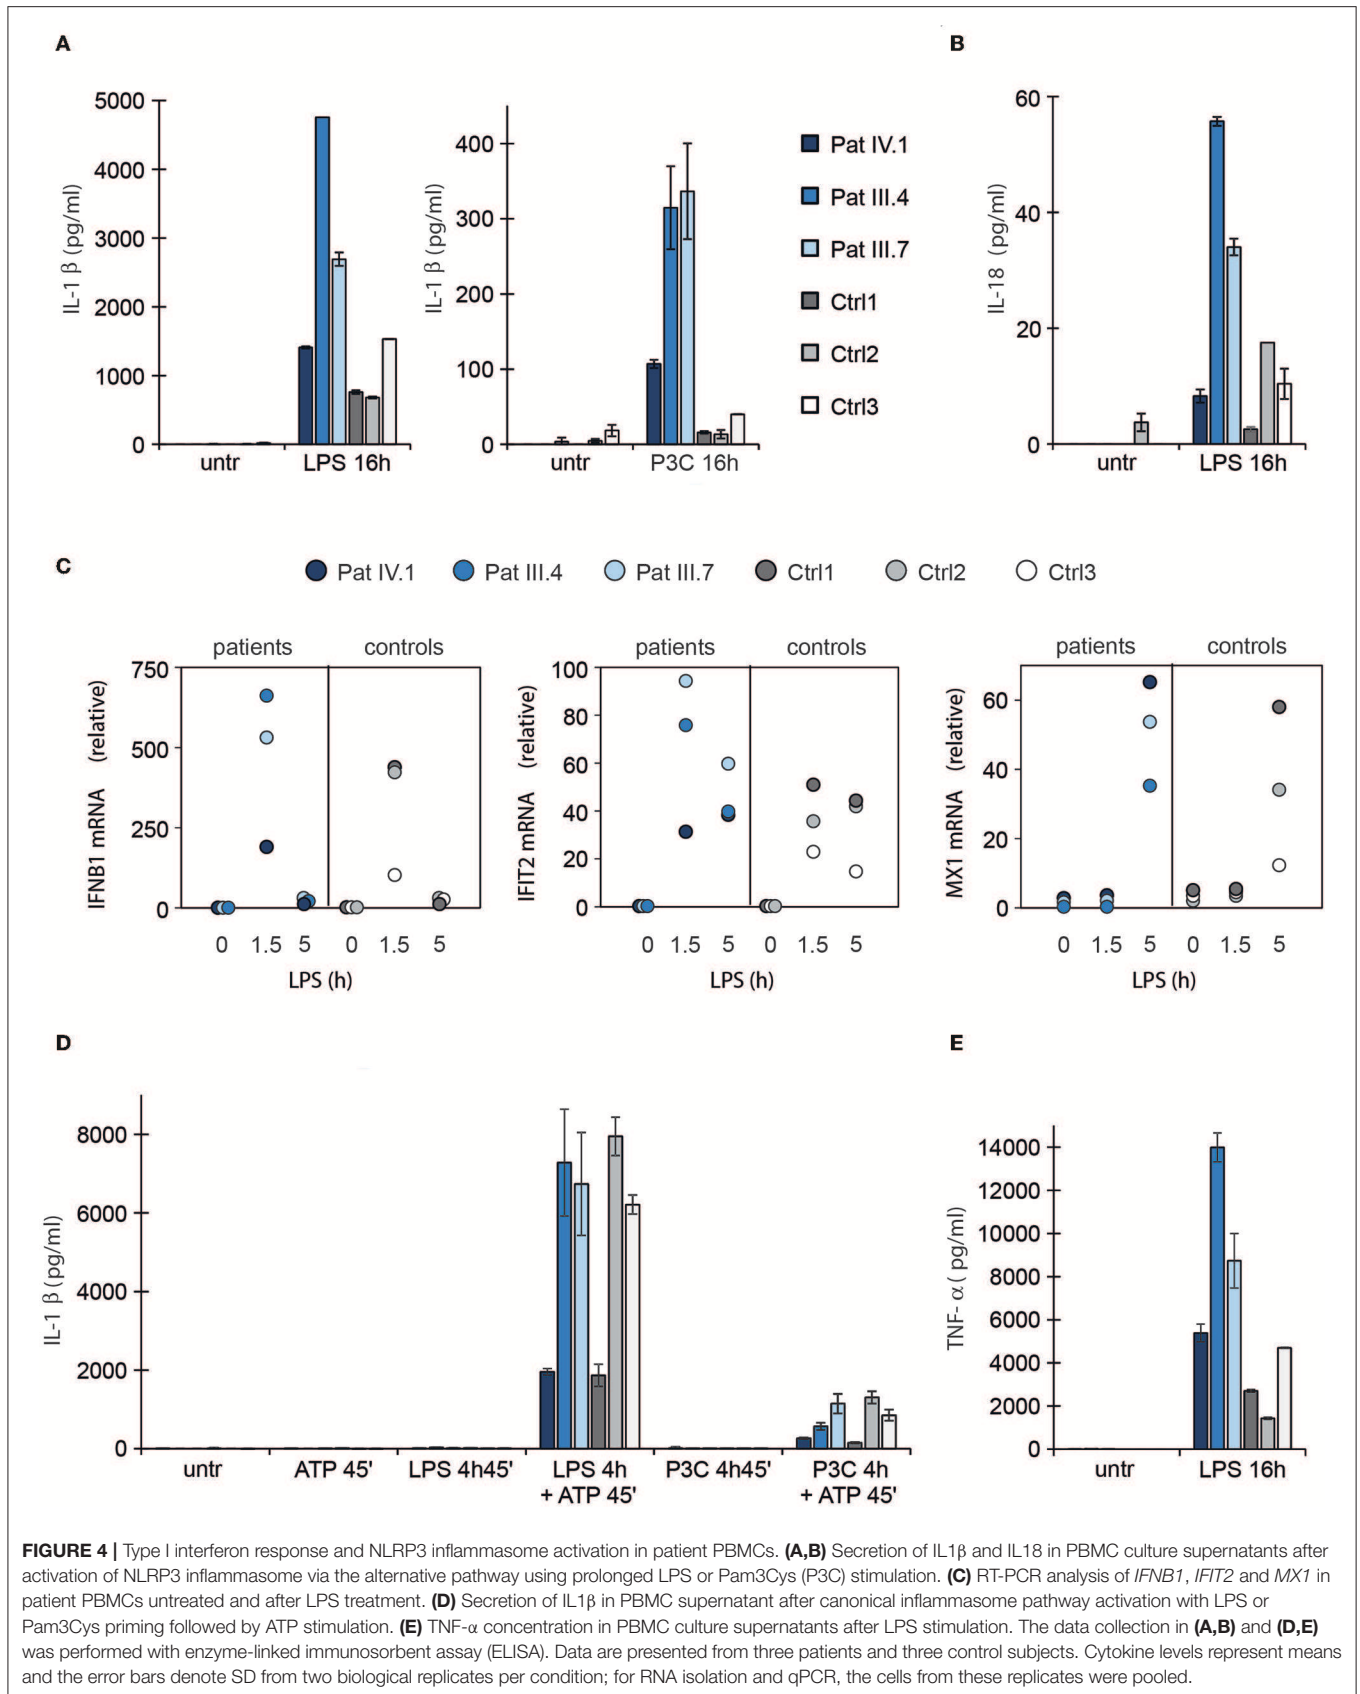 A
B
5000
4000
3000
2000
1000
0
IL-1 β (pg/ml)
untr
LPS 16h
400
300
200
100
0
IL-1 β (pg/ml)
untr
P3C 16h
Pat IV.1
Pat III.4
Pat III.7
Ctrl1
Ctrl2
Ctrl3
60
40
20
0
IL-18 (pg/ml)
untr
LPS 16h
C
Pat IV.1 Pat III.4 Pat III.7 Ctrl1 Ctrl2 Ctrl3
patients controls
750
500
250
0
IFNB1 mRNA (relative)
0 1.5 5 0 1.5 5
LPS (h)
patients controls
100
80
60
40
20
0
IFIT2 mRNA (relative)
0 1.5 5 0 1.5 5
LPS (h)
patients controls
60
40
20
0
MX1 mRNA (relative)
0 1.5 5 0 1.5 5
LPS (h)
D
E
8000
6000
4000
2000
0
IL-1 β (pg/ml)
untr ATP 45' LPS 4h45' LPS 4h P3C 4h45' P3C 4h
+ ATP 45' + ATP 45'
14000
12000
10000
8000
6000
4000
2000
0
TNF- α( pg/ml)
untr
LPS 16h
FIGURE 4 | Type I interferon response and NLRP3 inflammasome activation in patient PBMCs. (A,B) Secretion of IL1β and IL18 in PBMC culture supernatants after
activation of NLRP3 inflammasome via the alternative pathway using prolonged LPS or Pam3Cys (P3C) stimulation. (C) RT-PCR analysis of IFNB1, IFIT2 and MX1 in
patient PBMCs untreated and after LPS treatment. (D) Secretion of IL1β in PBMC supernatant after canonical inflammasome pathway activation with LPS or
Pam3Cys priming followed by ATP stimulation. (E) TNF-α concentration in PBMC culture supernatants after LPS stimulation. The data collection in (A,B) and (D,E)
was performed with enzyme-linked immunosorbent assay (ELISA). Data are presented from three patients and three control subjects. Cytokine levels represent means
and the error bars denote SD from two biological replicates per condition; for RNA isolation and qPCR, the cells from these replicates were pooled.